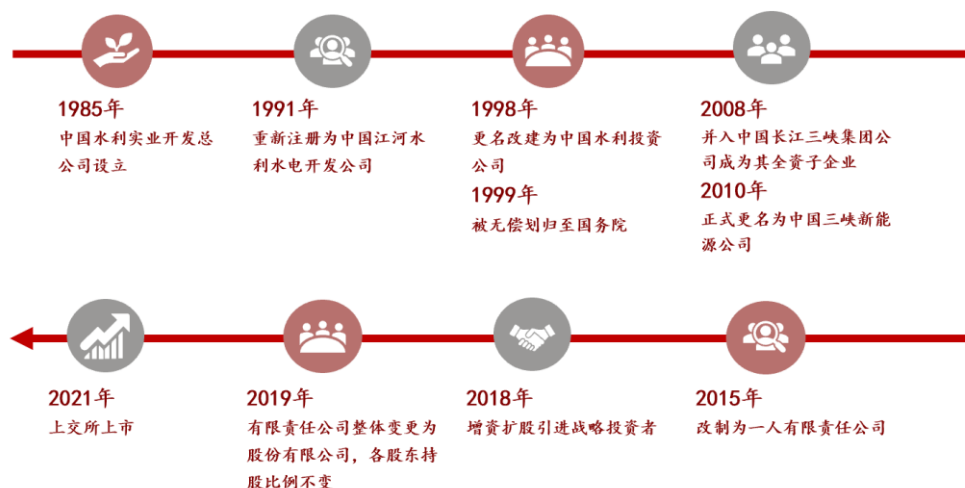 1985年
中国水利实业开发总
公司设立
1991年
重新注册为中国江河水
利水电开发公司
1998年
更名改建为中国水利投资
公司
1999年
被无偿划归至国务院
2008年
并入中国长江三峡集团公
司成为其全资子企业
2010年
正式更名为中国三峡新能
源公司
2021年
上交所上市
2019年
有限责任公司整体变更为
股份有限公司，各股东持
股比例不变
2018年
增资扩股引进战略投资者
2015年
改制为一人有限责任公司